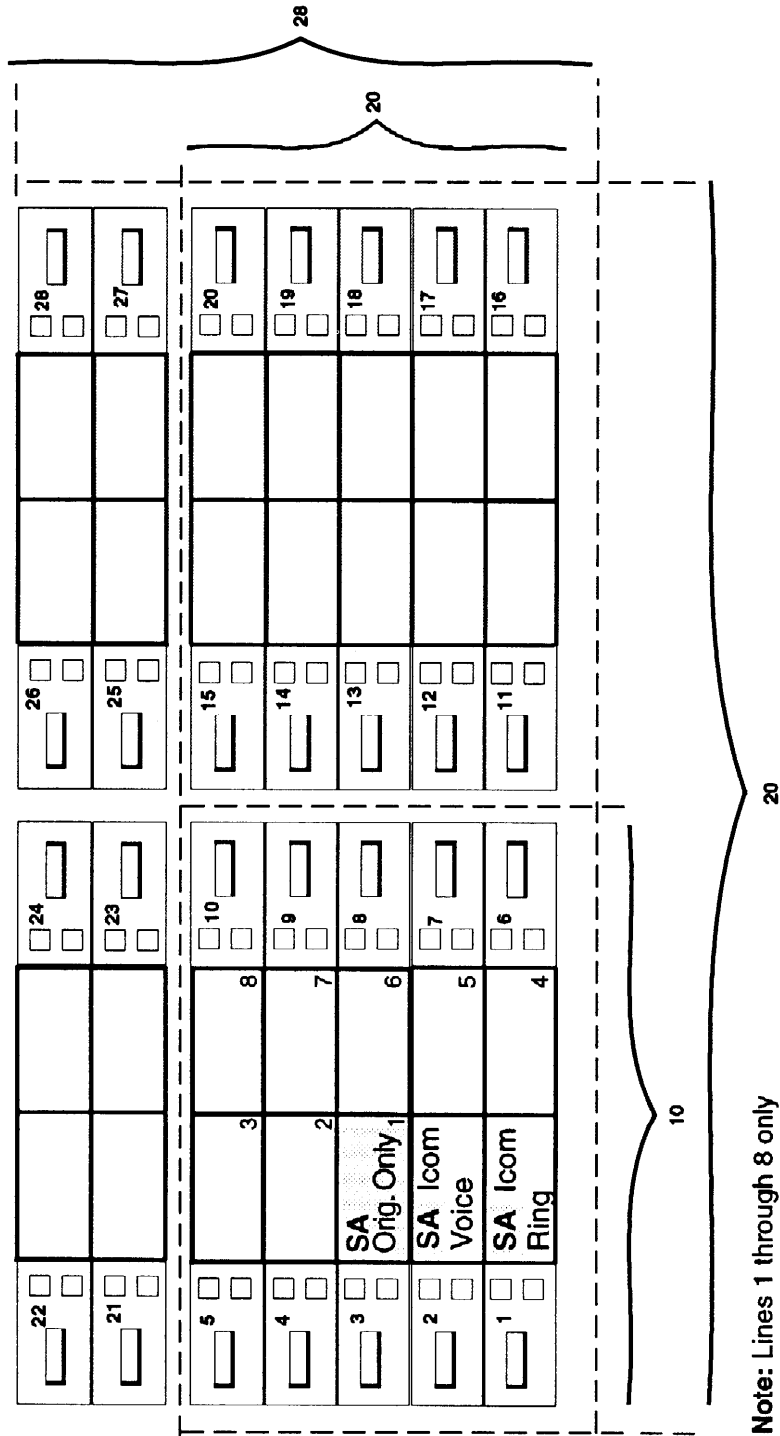 22 24 26 28
21 23 25 27
28
5 3 8 10 15 20
4 2 7 9 14 19
3 SA
Orig. Only 1 6 8 13 18
20
2 SA Icom
Voice 5 7 12 17
1 SA Icom
Ring 4 6 11 16
10
20
Note: Lines 1 through 8 only